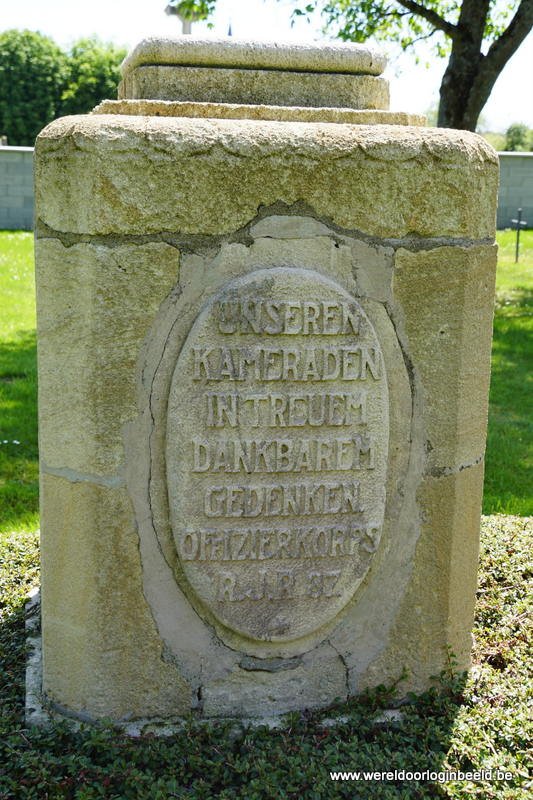 UNSEREN
KAMERADEN
IN TREUEM
DANKBAREM
GEDENKEN
OFFIZIERKORPS
R.J.R. 87.
www.wereldoorloginbeeld.be